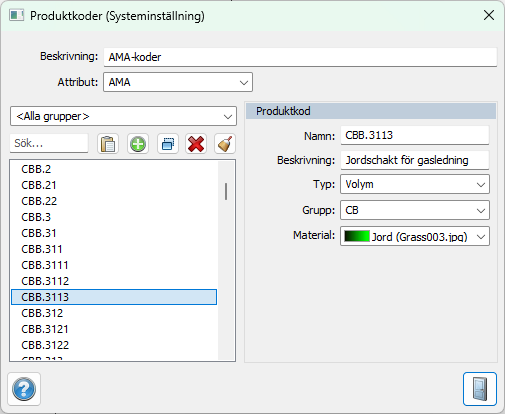 Produktkoder (Systeminställning)
Beskrivning: AMA-koder
Attribut: AMA
<Alla grupper>
Sök...
CBB.2
CBB.21
CBB.22
CBB.3
CBB.31
CBB.311
CBB.3111
CBB.3112
CBB.3113
CBB.312
CBB.3121
CBB.3122
CBB.313
Produktkod
Namn: CBB.3113
Beskrivning: Jordschakt för gasledning
Typ: Volym
Grupp: CB
Material: Jord (Grass003.jpg)